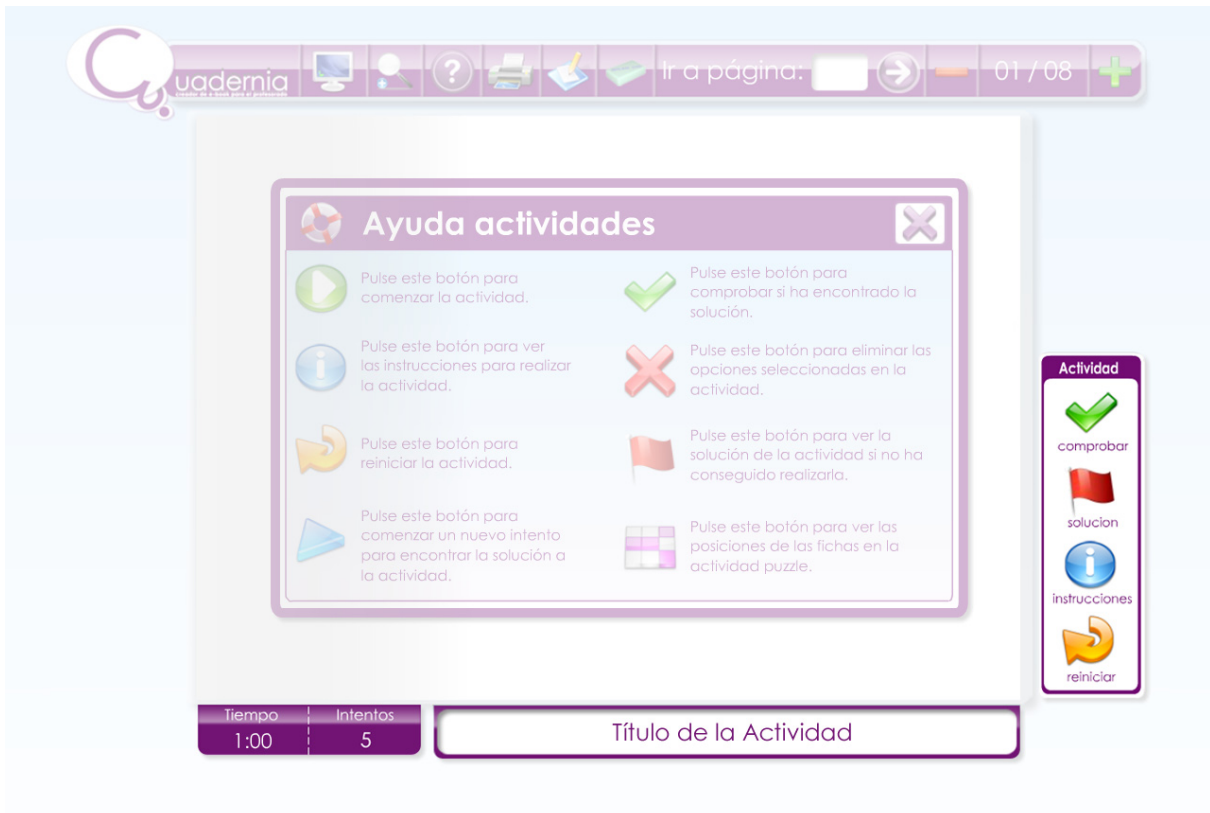 Cuadernia
Ir a página:
01 / 08
Ayuda actividades
Pulse este botón para
comenzar la actividad.
Pulse este botón para ver
las instrucciones para realizar
la actividad.
Pulse este botón para
reiniciar la actividad.
Pulse este botón para
comenzar un nuevo intento
para encontrar la solución a
la actividad.
Pulse este botón para
comprobar si ha encontrado la
solución.
Pulse este botón para eliminar las
opciones seleccionadas en la
actividad.
Pulse este botón para ver la
solución de la actividad si no ha
conseguido realizarla.
Pulse este botón para ver las
posiciones de las fichas en la
actividad puzzle.
Actividad
comprobar
solucion
instrucciones
reiniciar
Tiempo
1:00
Intentos
5
Título de la Actividad